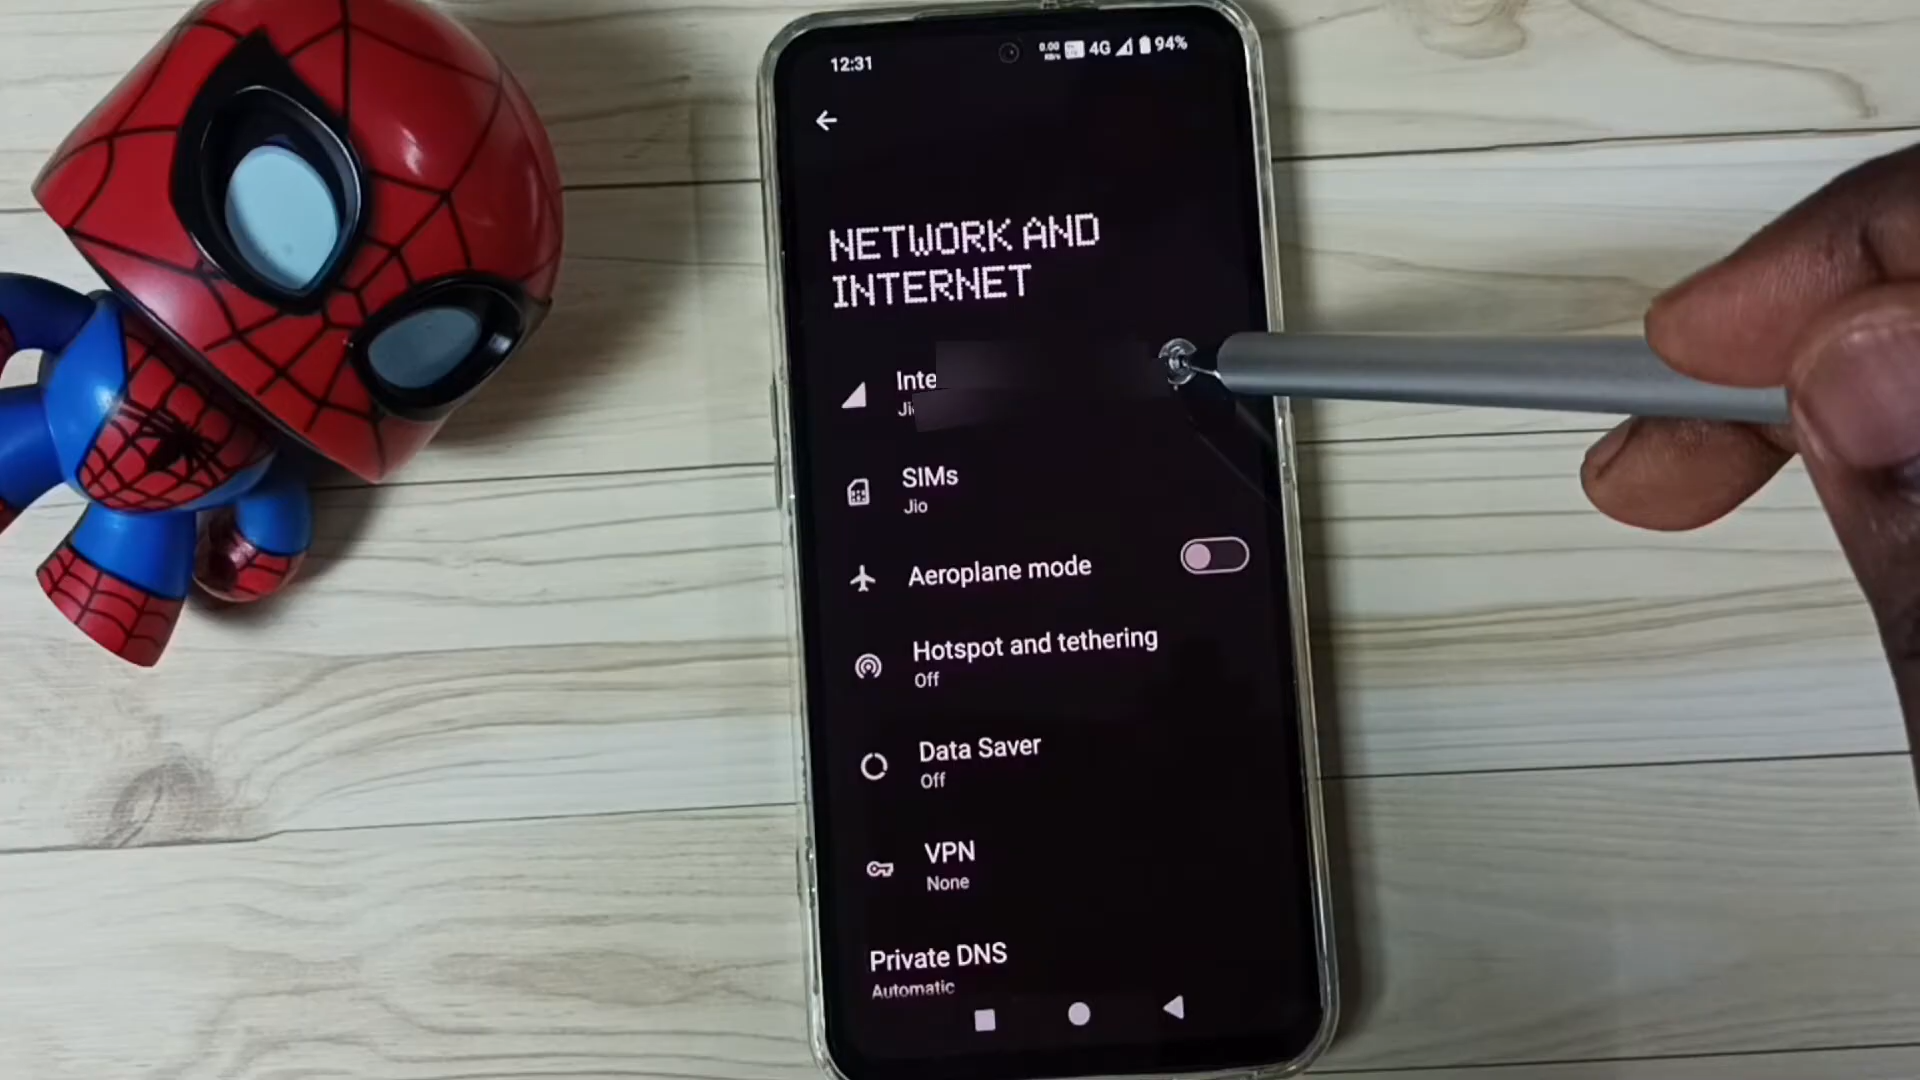 12:31
4G 94%
NETWORK AND
INTERNET
Inte
Ji
SIMs
Jio
Aeroplane mode
Hotspot and tethering
Off
Data Saver
Off
VPN
None
Private DNS
Automatic